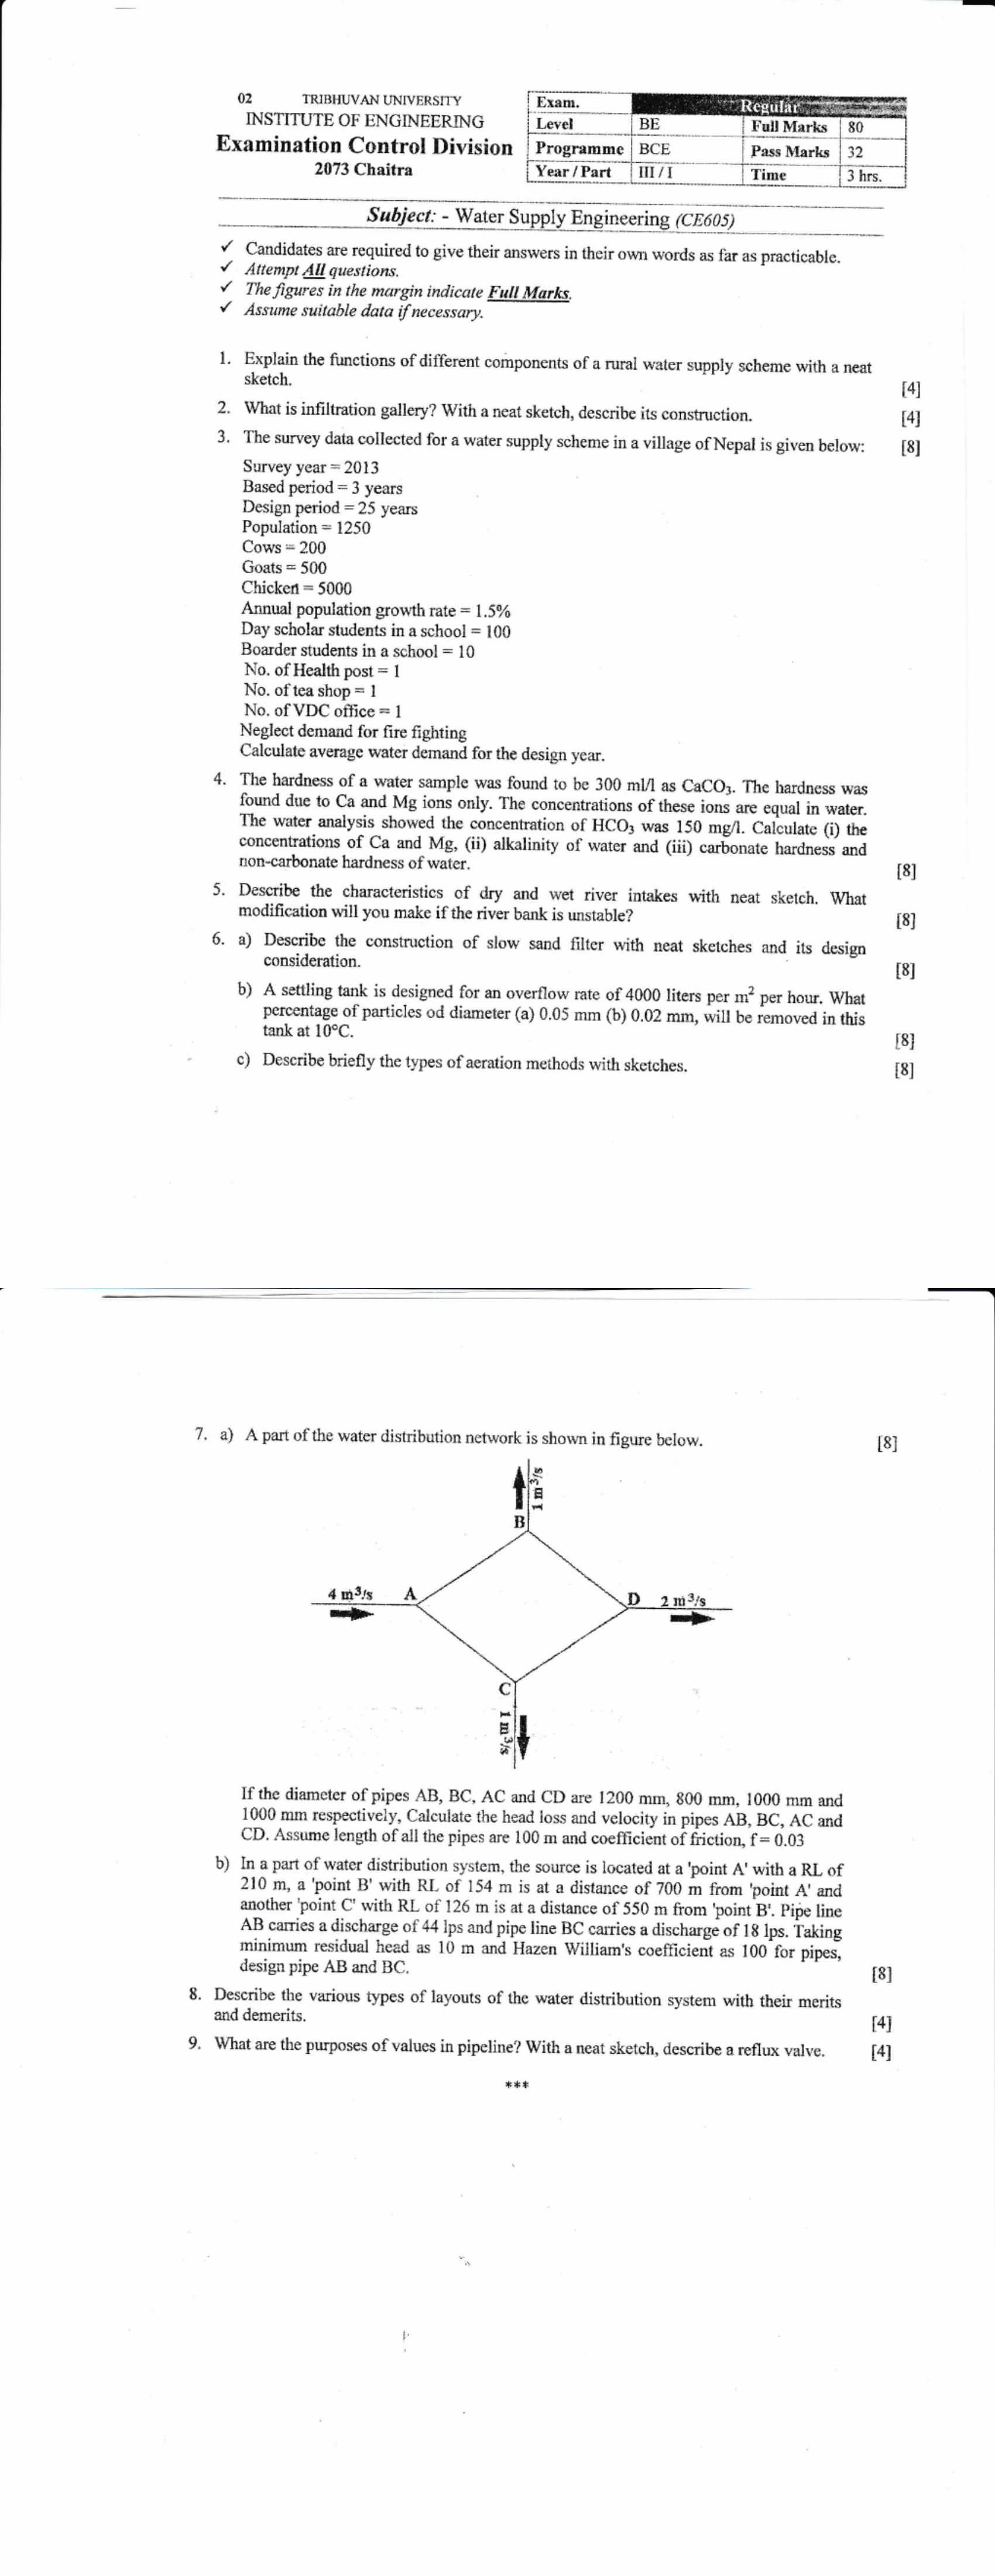 02 TRIBHUVAN UNIVERSITY
INSTITUTE OF ENGINEERING
Examination Control Division
2073 Chaitra
Exam. Regular
Level BE Full Marks 80
Programme BCE Pass Marks 32
Year / Part III / I Time 3 hrs.
Subject: - Water Supply Engineering (CE605)
✓ Candidates are required to give their answers in their own words as far as practicable.
✓ Attempt All questions.
✓ The figures in the margin indicate Full Marks.
✓ Assume suitable data if necessary.
1. Explain the functions of different components of a rural water supply scheme with a neat
sketch. [4]
2. What is infiltration gallery? With a neat sketch, describe its construction. [4]
3. The survey data collected for a water supply scheme in a village of Nepal is given below: [8]
Survey year = 2013
Based period = 3 years
Design period = 25 years
Population = 1250
Cows = 200
Goats = 500
Chicken = 5000
Annual population growth rate = 1.5%
Day scholar students in a school = 100
Boarder students in a school = 10
No. of Health post = 1
No. of tea shop = 1
No. of VDC office = 1
Neglect demand for fire fighting
Calculate average water demand for the design year.
4. The hardness of a water sample was found to be 300 ml/l as CaCO3. The hardness was
found due to Ca and Mg ions only. The concentrations of these ions are equal in water.
The water analysis showed the concentration of HCO3 was 150 mg/l. Calculate (i) the
concentrations of Ca and Mg, (ii) alkalinity of water and (iii) carbonate hardness and
non-carbonate hardness of water. [8]
5. Describe the characteristics of dry and wet river intakes with neat sketch. What
modification will you make if the river bank is unstable? [8]
6. a) Describe the construction of slow sand filter with neat sketches and its design
consideration. [8]
b) A settling tank is designed for an overflow rate of 4000 liters per m² per hour. What
percentage of particles od diameter (a) 0.05 mm (b) 0.02 mm, will be removed in this
tank at 10°C. [8]
c) Describe briefly the types of aeration methods with sketches. [8]
7. a) A part of the water distribution network is shown in figure below. [8]
1 m³/s
B
4 m³/s A
D 2 m³/s
C
1 m³/s
If the diameter of pipes AB, BC, AC and CD are 1200 mm, 800 mm, 1000 mm and
1000 mm respectively, Calculate the head loss and velocity in pipes AB, BC, AC and
CD. Assume length of all the pipes are 100 m and coefficient of friction, f = 0.03
b) In a part of water distribution system, the source is located at a 'point A' with a RL of
210 m, a 'point B' with RL of 154 m is at a distance of 700 m from 'point A' and
another 'point C' with RL of 126 m is at a distance of 550 m from 'point B'. Pipe line
AB carries a discharge of 44 lps and pipe line BC carries a discharge of 18 lps. Taking
minimum residual head as 10 m and Hazen William's coefficient as 100 for pipes,
design pipe AB and BC. [8]
8. Describe the various types of layouts of the water distribution system with their merits
and demerits. [4]
9. What are the purposes of values in pipeline? With a neat sketch, describe a reflux valve. [4]
***